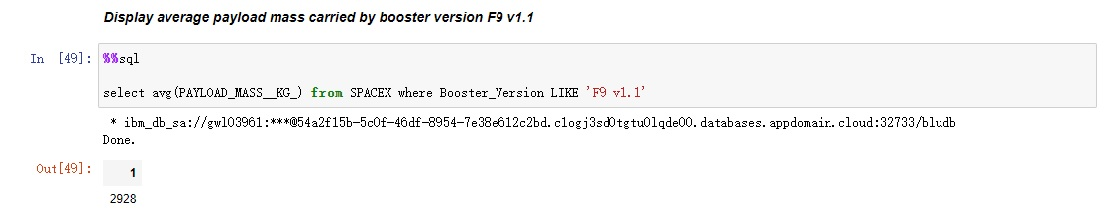 Display average payload mass carried by booster version F9 v1.1
In [49]: %%sql
select avg(PAYLOAD_MASS__KG_) from SPACEX where Booster_Version LIKE 'F9 v1.1'
* ibm_db_sa://gwl03961:***@54a2f15b-5c0f-46df-8954-7e38e612c2bd.c1ogj3sd0tgtu0lqde00.databases.appdomain.cloud:32733/bludb
Done.
Out[49]: 1
2928